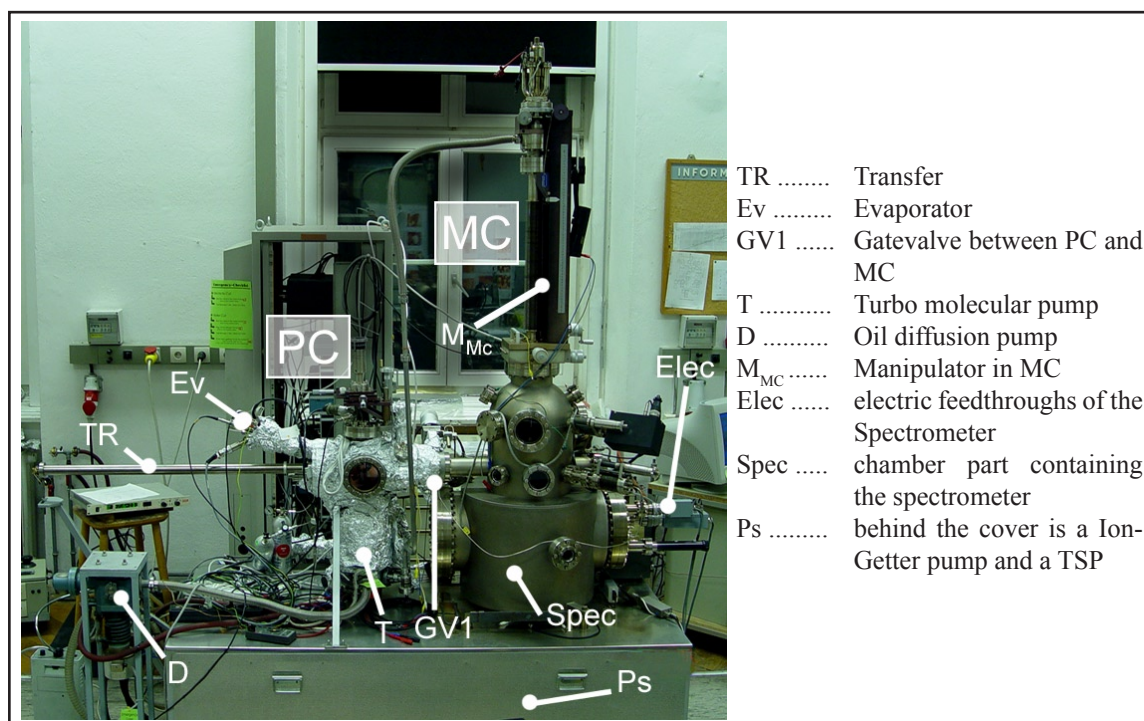 INFORM
MC
PC
M_Mc
Ev
Elec
TR
T
GV1
Spec
D
Ps
TR ........ Transfer
Ev ......... Evaporator
GV1 ...... Gatevalve between PC and
MC
T ........... Turbo molecular pump
D .......... Oil diffusion pump
M_MC ...... Manipulator in MC
Elec ...... electric feedthroughs of the
Spectrometer
Spec ..... chamber part containing
the spectrometer
Ps ......... behind the cover is a Ion-
Getter pump and a TSP